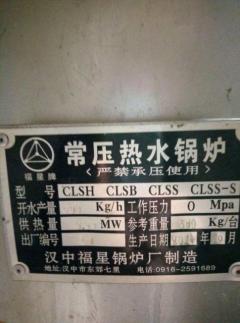 福星牌
常压热水锅炉
（严禁承压使用）
型号 CLSH CLSB CLSS CLSS-S
开水产量 Kg/h 工作压力 0 Mpa
供热量 MW 参考重量 Kg/台
出厂编号 生产日期 年 月
汉中福星锅炉厂制造
地址：汉中市东郊七里 电话：0916-2591689